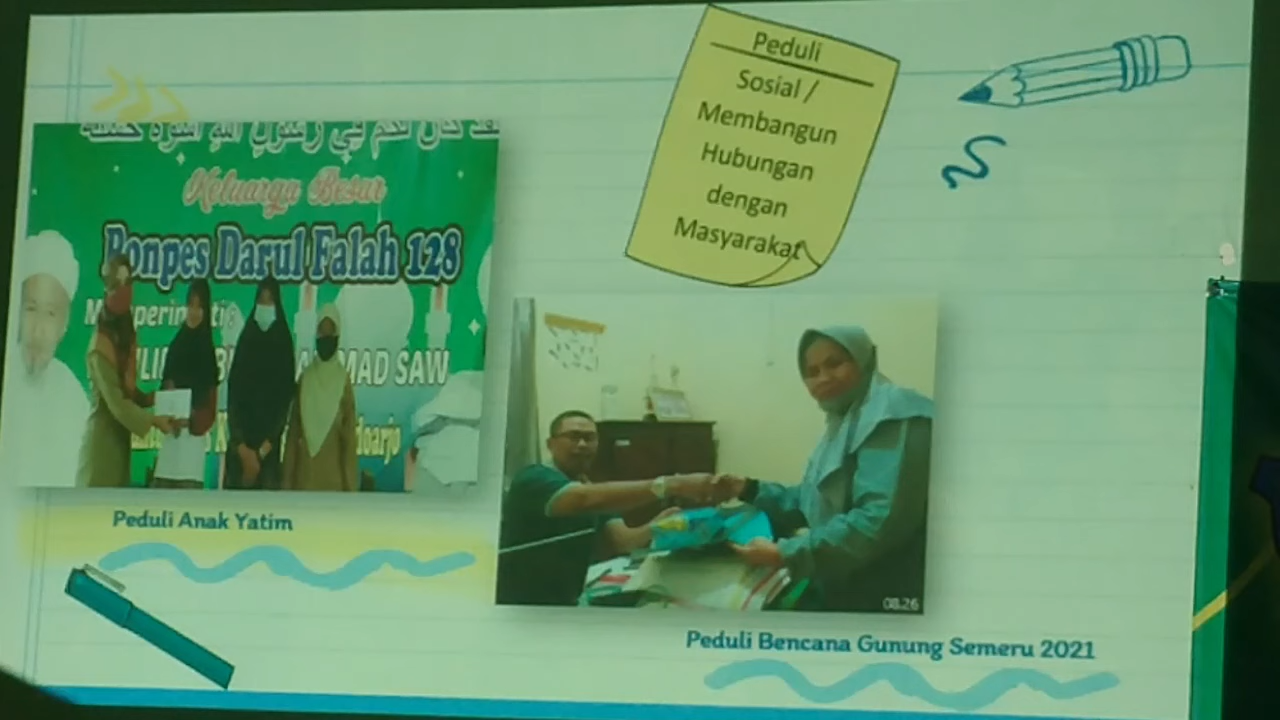 Peduli
Sosial /
Membangun
Hubungan
dengan
Masyarakat
Keluarga Besar
Ponpes Darul Falah 128
SAW
Peduli Anak Yatim
08.26
Peduli Bencana Gunung Semeru 2021